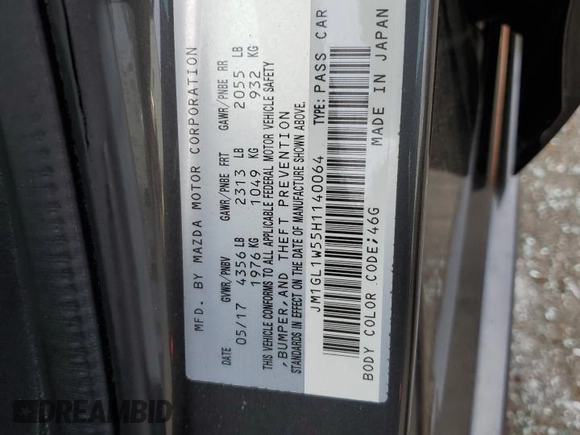 MFD. BY MAZDA MOTOR CORPORATION
DATE GVWR/PNBV GAWR/PNBE FRT GAWR/PNBE RR
05/17 4356 LB 2313 LB 2055 LB
1976 KG 1049 KG 932 KG
THIS VEHICLE CONFORMS TO ALL APPLICABLE FEDERAL MOTOR VEHICLE SAFETY
, BUMPER, AND THEFT PREVENTION
STANDARDS IN EFFECT ON THE DATE OF MANUFACTURE SHOWN ABOVE.
JM1GL1W55H1140064 TYPE: PASS CAR
BODY COLOR CODE;46G MADE IN JAPAN
DREAMBID